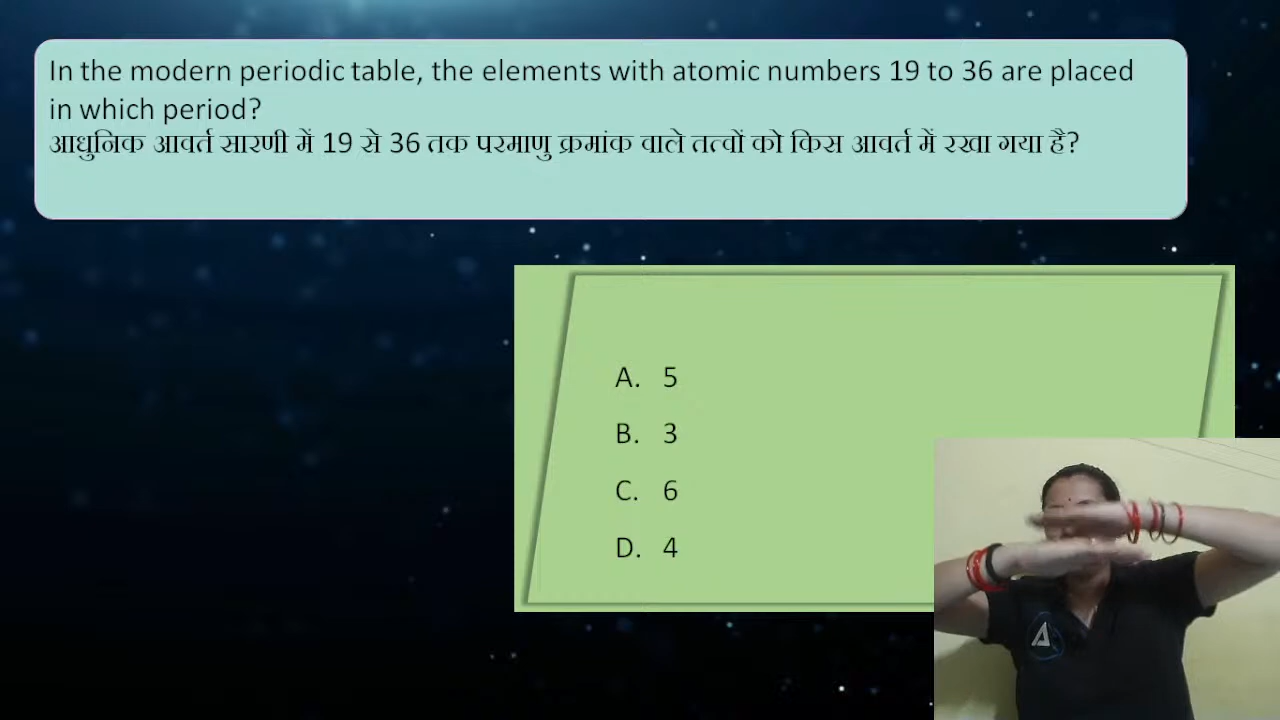 In the modern periodic table, the elements with atomic numbers 19 to 36 are placed
in which period?
आधुनिक आवर्त सारणी में 19 से 36 तक परमाणु क्रमांक वाले तत्वों को किस आवर्त में रखा गया है?
A. 5
B. 3
C. 6
D. 4